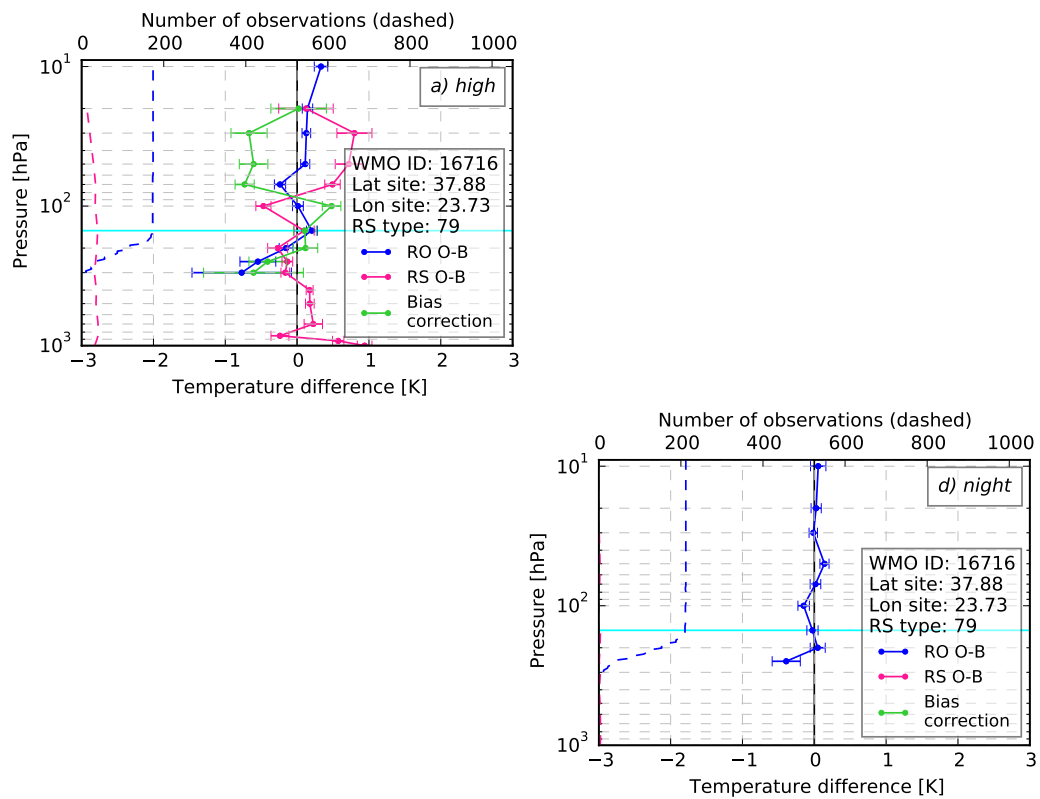 Number of observations (dashed)
0 200 400 600 800 1000
10¹
a) high
Pressure [hPa]
WMO ID: 16716
Lat site: 37.88
10²
Lon site: 23.73
RS type: 79
RO O-B
RS O-B
Bias
correction
10³
−3 −2 −1 0 1 2 3
Temperature difference [K]
Number of observations (dashed)
0 200 400 600 800 1000
10¹
d) night
Pressure [hPa]
WMO ID: 16716
Lat site: 37.88
10²
Lon site: 23.73
RS type: 79
RO O-B
RS O-B
Bias
correction
10³
−3 −2 −1 0 1 2 3
Temperature difference [K]